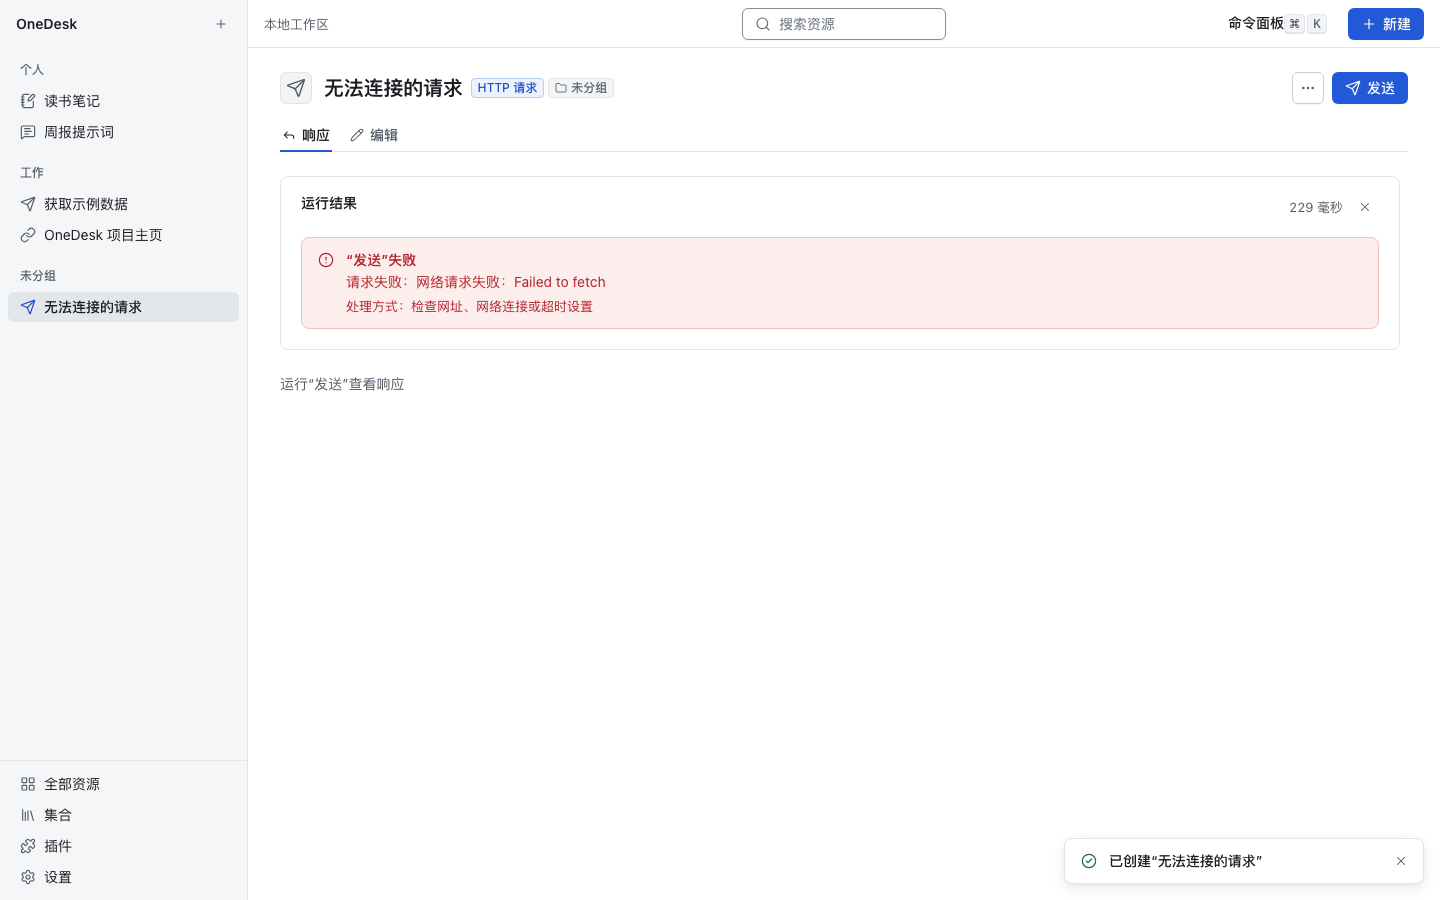 OneDesk
个人
读书笔记
周报提示词
工作
获取示例数据
OneDesk 项目主页
未分组
无法连接的请求
全部资源
集合
插件
设置
本地工作区
搜索资源
命令面板 ⌘ K
新建
无法连接的请求 HTTP 请求 未分组
发送
响应 编辑
运行结果
229 毫秒
“发送”失败
请求失败：网络请求失败：Failed to fetch
处理方式：检查网址、网络连接或超时设置
运行“发送”查看响应
已创建“无法连接的请求”